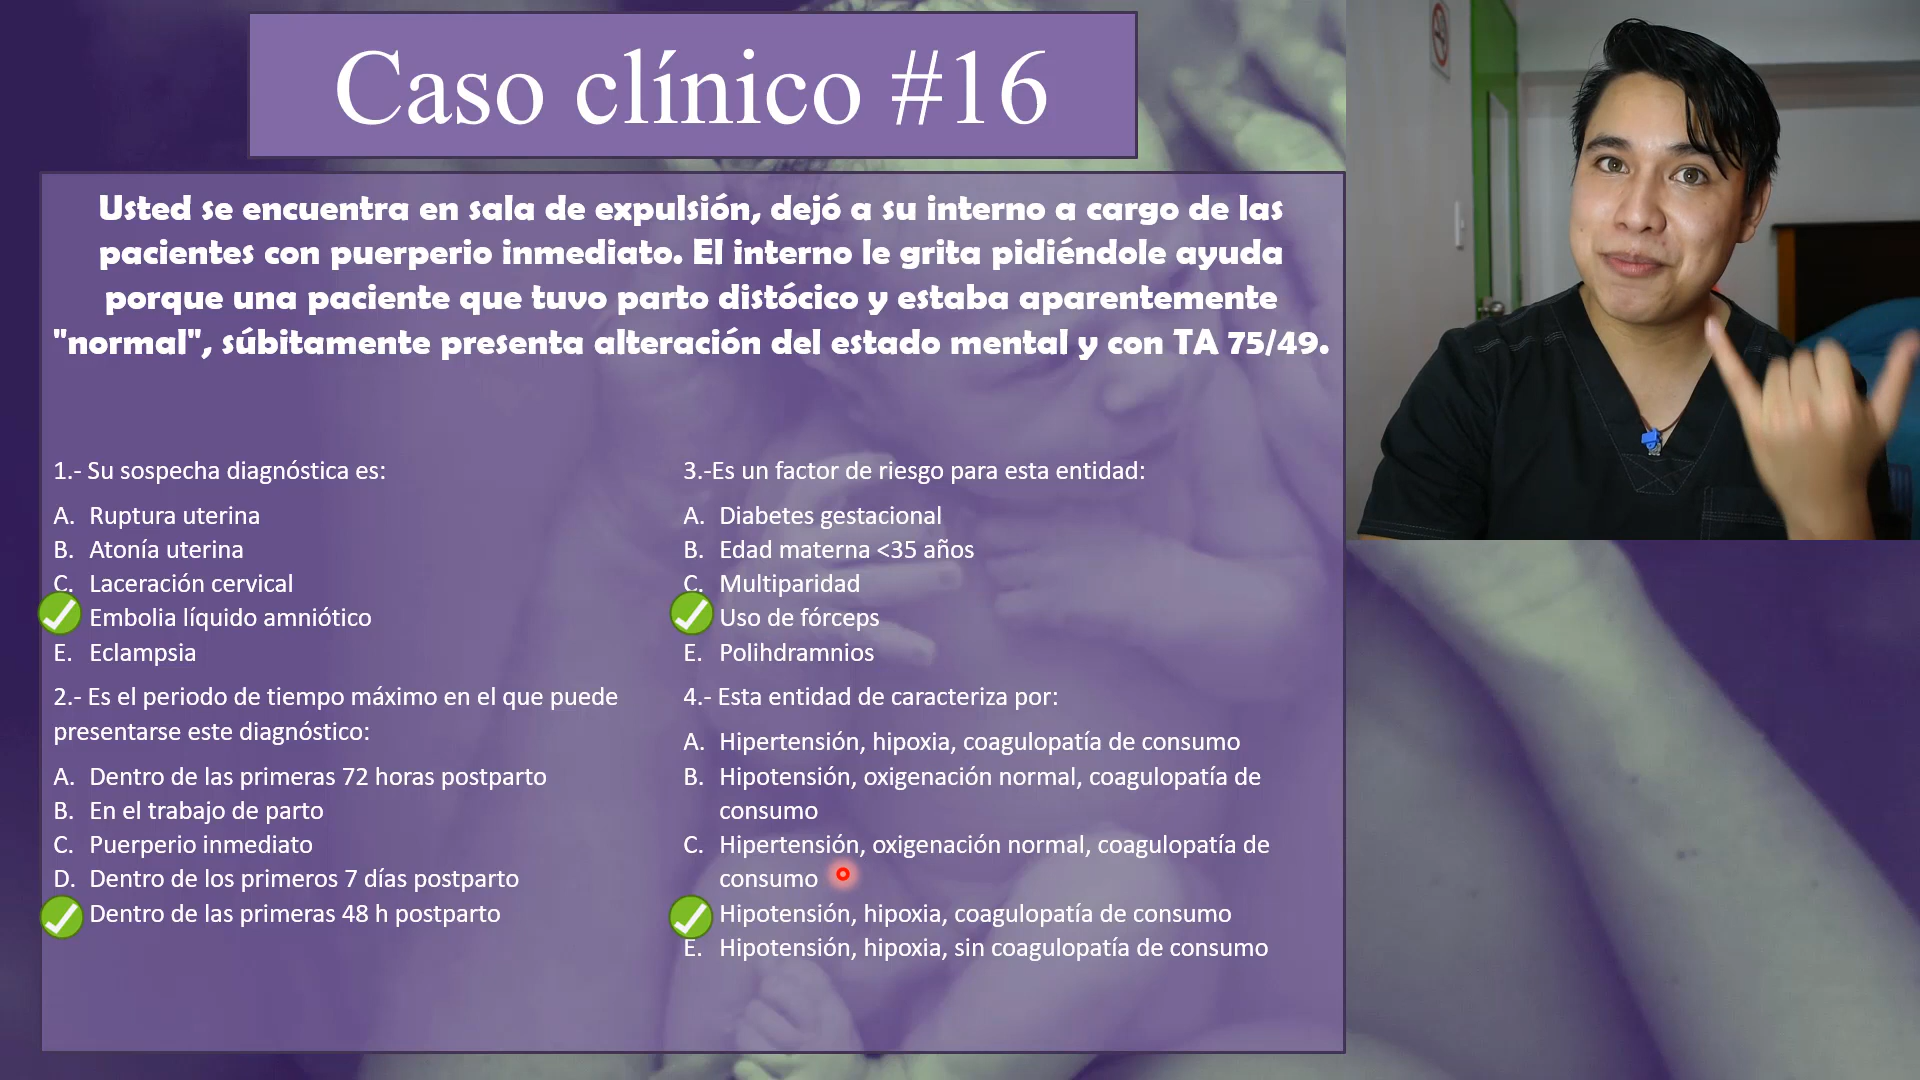 Caso clínico #16
Usted se encuentra en sala de expulsión, dejó a su interno a cargo de las
pacientes con puerperio inmediato. El interno le grita pidiéndole ayuda
porque una paciente que tuvo parto distócico y estaba aparentemente
"normal", súbitamente presenta alteración del estado mental y con TA 75/49.
1.- Su sospecha diagnóstica es:
A. Ruptura uterina
B. Atonía uterina
C. Laceración cervical
Embolia líquido amniótico
E. Eclampsia
2.- Es el periodo de tiempo máximo en el que puede
presentarse este diagnóstico:
A. Dentro de las primeras 72 horas postparto
B. En el trabajo de parto
C. Puerperio inmediato
D. Dentro de los primeros 7 días postparto
Dentro de las primeras 48 h postparto
3.-Es un factor de riesgo para esta entidad:
A. Diabetes gestacional
B. Edad materna <35 años
C. Multiparidad
Uso de fórceps
E. Polihdramnios
4.- Esta entidad de caracteriza por:
A. Hipertensión, hipoxia, coagulopatía de consumo
B. Hipotensión, oxigenación normal, coagulopatía de
consumo
C. Hipertensión, oxigenación normal, coagulopatía de
consumo
Hipotensión, hipoxia, coagulopatía de consumo
E. Hipotensión, hipoxia, sin coagulopatía de consumo